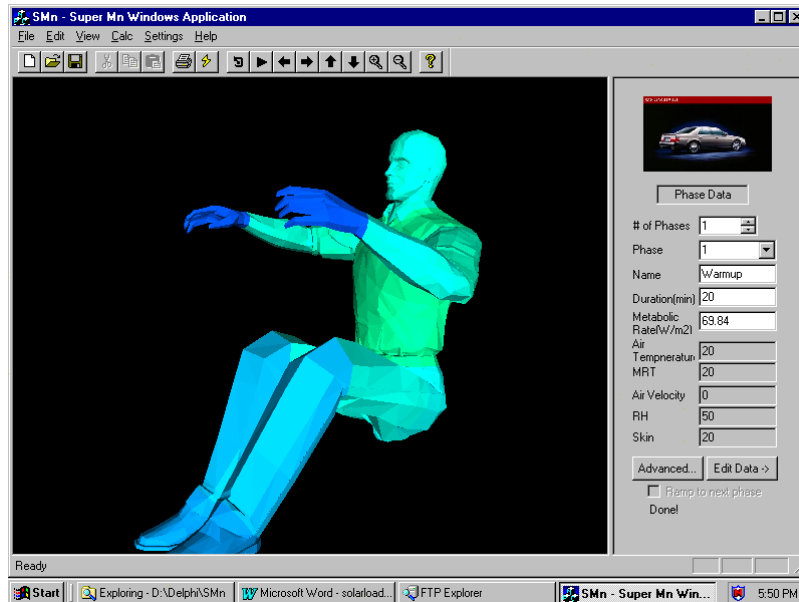 SMn - Super Mn Windows Application
File Edit View Calc Settings Help
Phase Data
# of Phases 1
Phase 1
Name Warmup
Duration(min) 20
Metabolic
Rate(W/m2) 69.84
Air
Tempneratur 20
MRT 20
Air Velocity 0
RH 50
Skin 20
Advanced... Edit Data ->
Ramp to next phase
Done!
Ready
Start Exploring - D:\Delphi\SMn Microsoft Word - solarload... FTP Explorer SMn - Super Mn Win... 5:50 PM